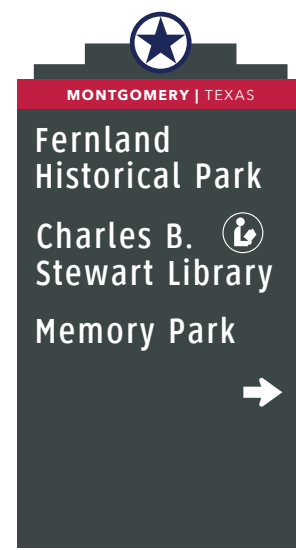 MONTGOMERY | TEXAS
Fernland
Historical Park
Charles B.
Stewart Library
Memory Park